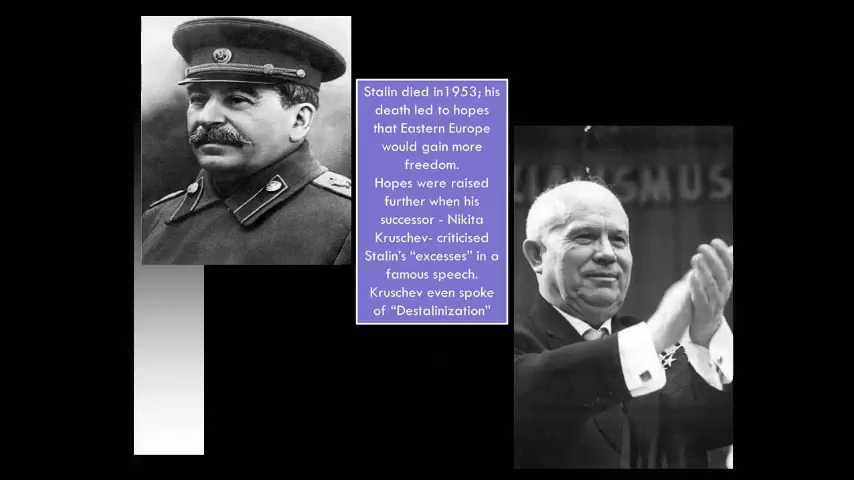 Stalin died in1953; his
death led to hopes
that Eastern Europe
would gain more
freedom.
Hopes were raised
further when his
successor - Nikita
Kruschev- criticised
Stalin's "excesses" in a
famous speech.
Kruschev even spoke
of "Destalinization"